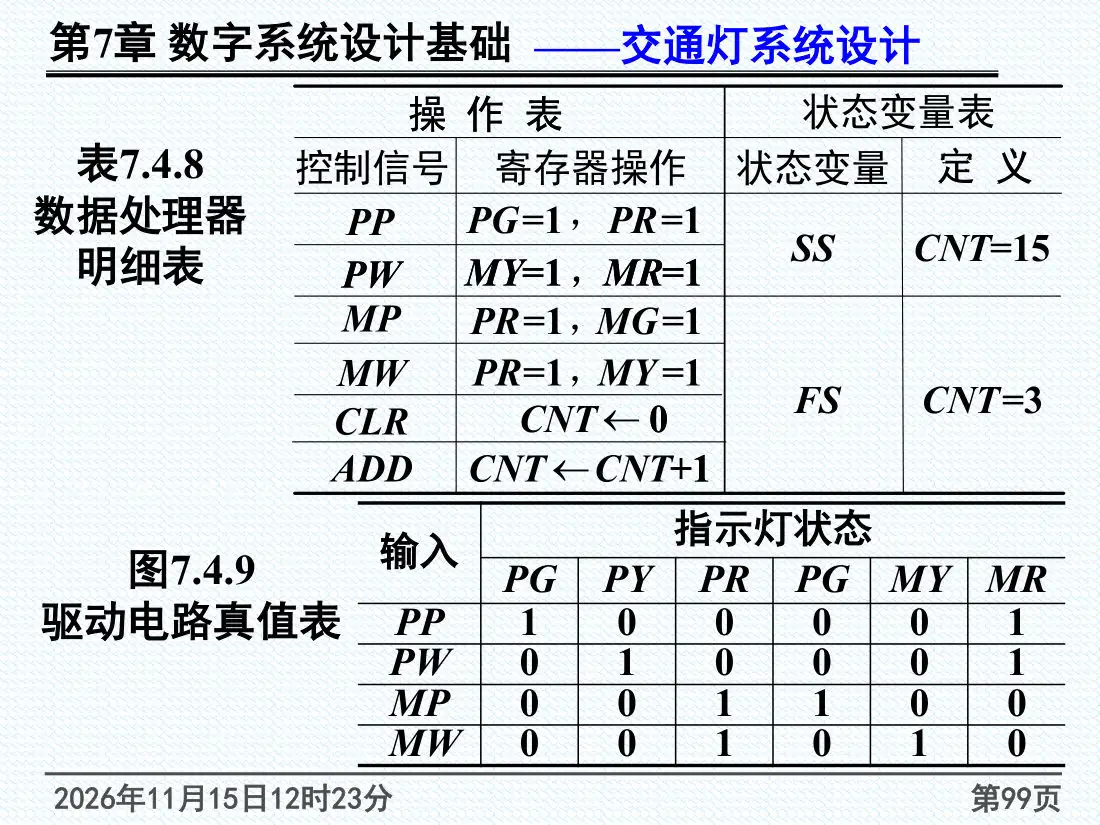 第7章 数字系统设计基础 ——交通灯系统设计
表7.4.8
数据处理器
明细表
操 作 表 状态变量表
控制信号 寄存器操作 状态变量 定 义
PP PG=1，PR=1 SS CNT=15
PW MY=1，MR=1
MP PR=1，MG=1 FS CNT=3
MW PR=1，MY=1
CLR CNT←0
ADD CNT←CNT+1
图7.4.9
驱动电路真值表
输入 指示灯状态
PG PY PR PG MY MR
PP 1 0 0 0 0 1
PW 0 1 0 0 0 1
MP 0 0 1 1 0 0
MW 0 0 1 0 1 0
2026年11月15日12时23分 第99页